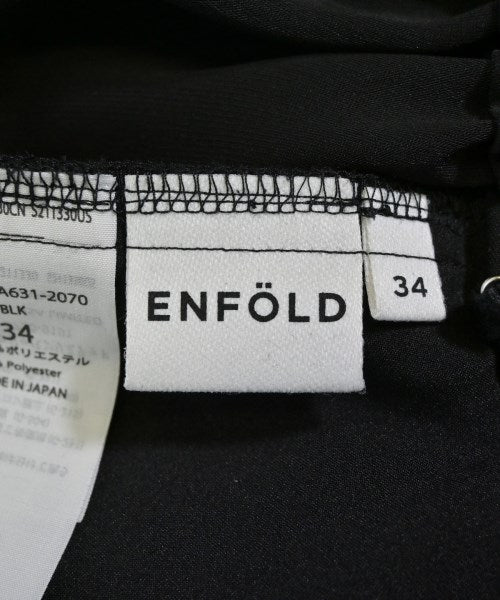 A631-2070
BLK
34
ポリエステル
Polyester
DE IN JAPAN
ENFÖLD
34